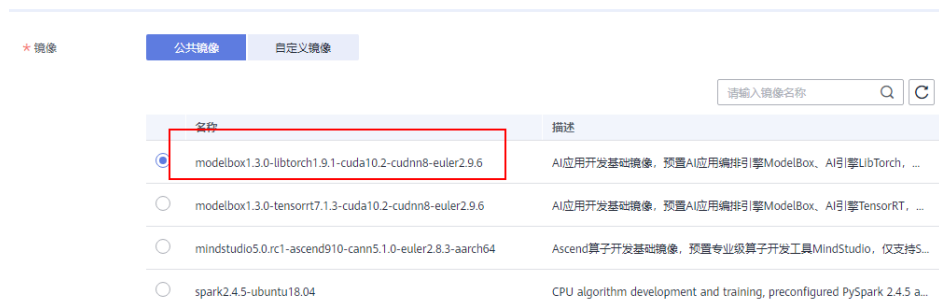 * 镜像 公共镜像 自定义镜像
请输入镜像名称
名称 描述
modelbox1.3.0-libtorch1.9.1-cuda10.2-cudnn8-euler2.9.6 AI应用开发基础镜像，预置AI应用编排引擎ModelBox、AI引擎LibTorch，...
modelbox1.3.0-tensorrt7.1.3-cuda10.2-cudnn8-euler2.9.6 AI应用开发基础镜像，预置AI应用编排引擎ModelBox、AI引擎TensorRT，...
mindstudio5.0.rc1-ascend910-cann5.1.0-euler2.8.3-aarch64 Ascend算子开发基础镜像，预置专业级算子开发工具MindStudio，仅支持S...
spark2.4.5-ubuntu18.04 CPU algorithm development and training, preconfigured PySpark 2.4.5 a...